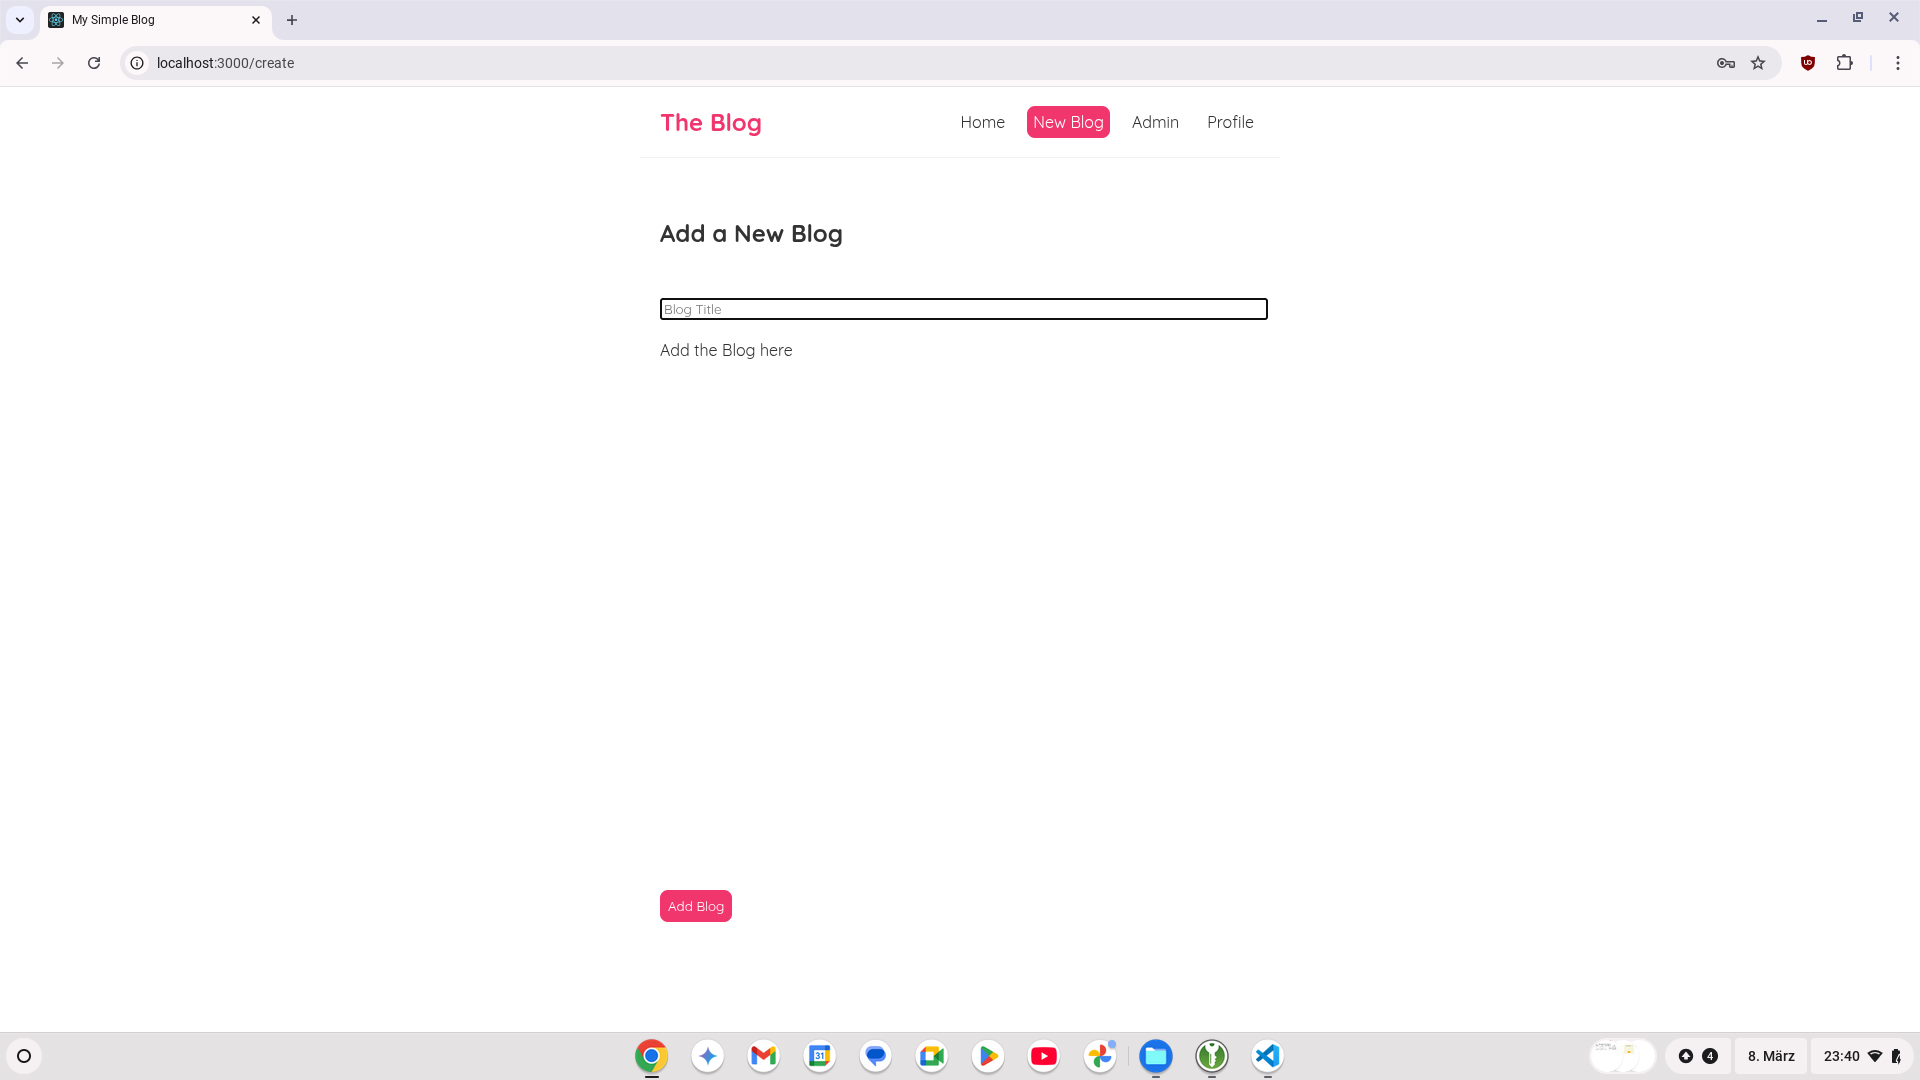 My Simple Blog
localhost:3000/create
The Blog
Home
New Blog
Admin
Profile
Add a New Blog
Blog Title
Add the Blog here
Add Blog
31
4
8. März
23:40